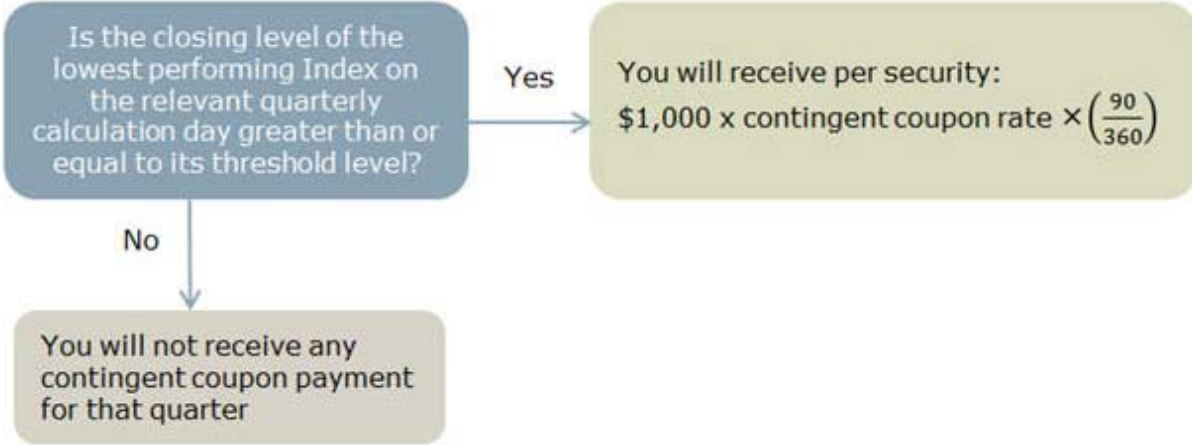 Is the closing level of the
lowest performing Index on
the relevant quarterly
calculation day greater than or
equal to its threshold level?
Yes
You will receive per security:
$1,000 x contingent coupon rate × (90/360)
No
You will not receive any
contingent coupon payment
for that quarter